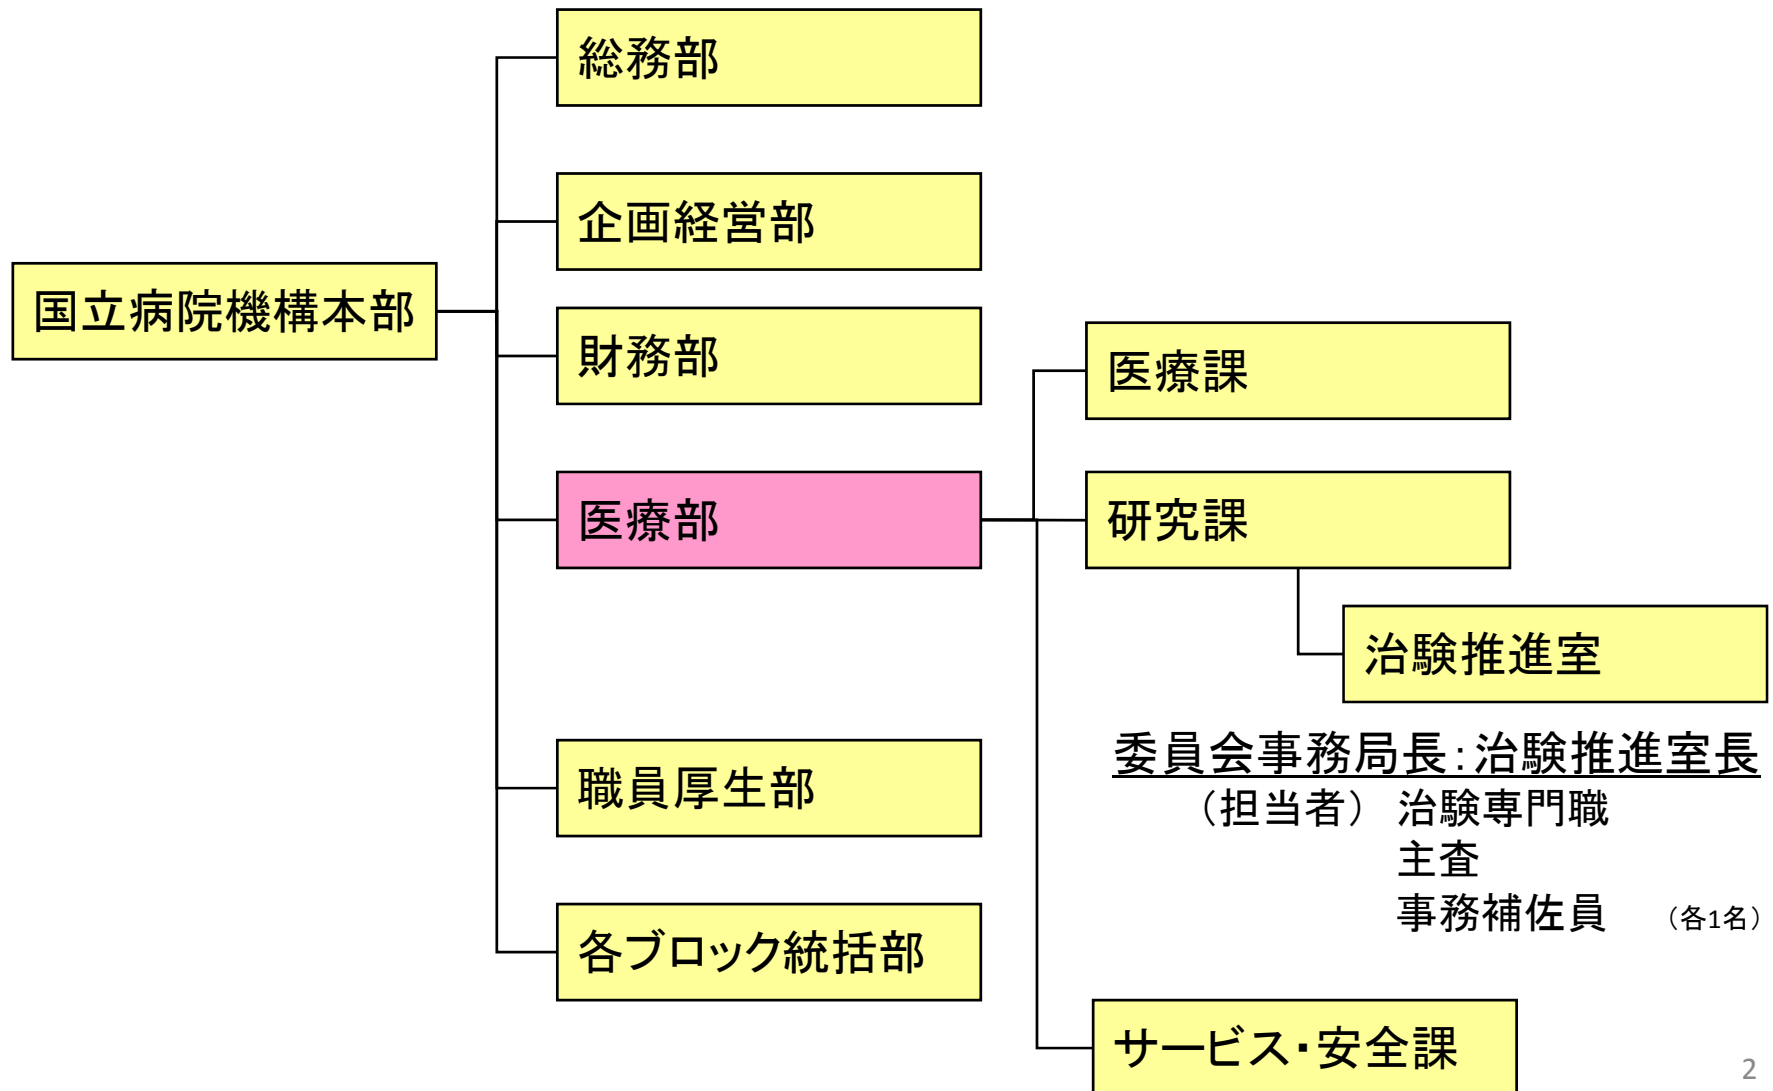 総務部
企画経営部
国立病院機構本部
財務部
医療課
医療部
研究課
治験推進室
委員会事務局長：治験推進室長
（担当者） 治験専門職
主査
事務補佐員 （各1名）
職員厚生部
各ブロック統括部
サービス・安全課
2